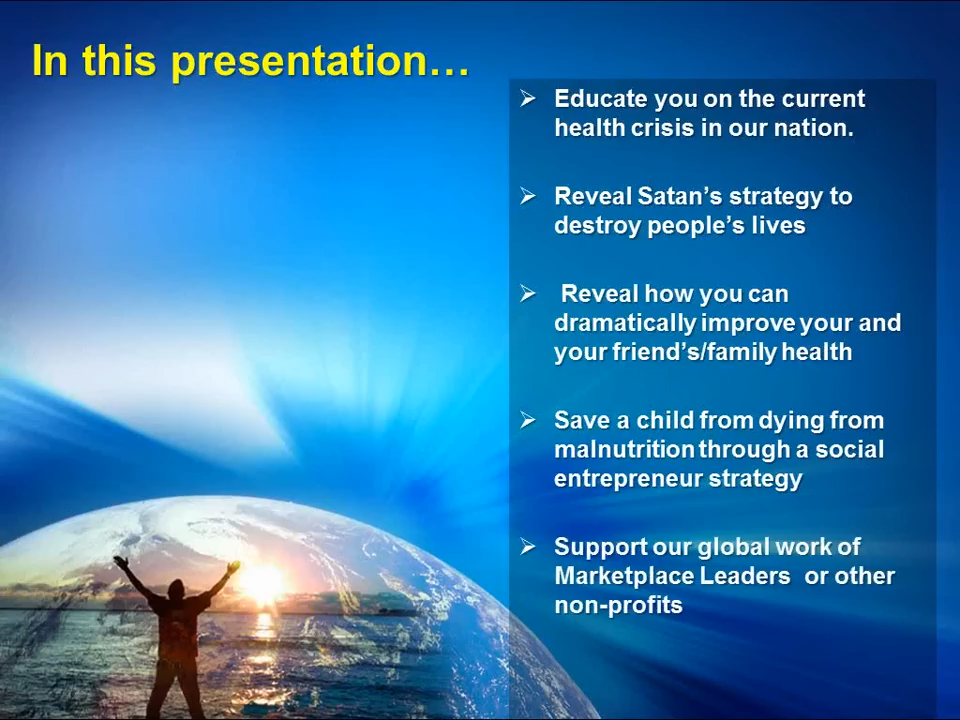 In this presentation…
➢ Educate you on the current
health crisis in our nation.
➢ Reveal Satan’s strategy to
destroy people’s lives
➢ Reveal how you can
dramatically improve your and
your friend’s/family health
➢ Save a child from dying from
malnutrition through a social
entrepreneur strategy
➢ Support our global work of
Marketplace Leaders or other
non-profits